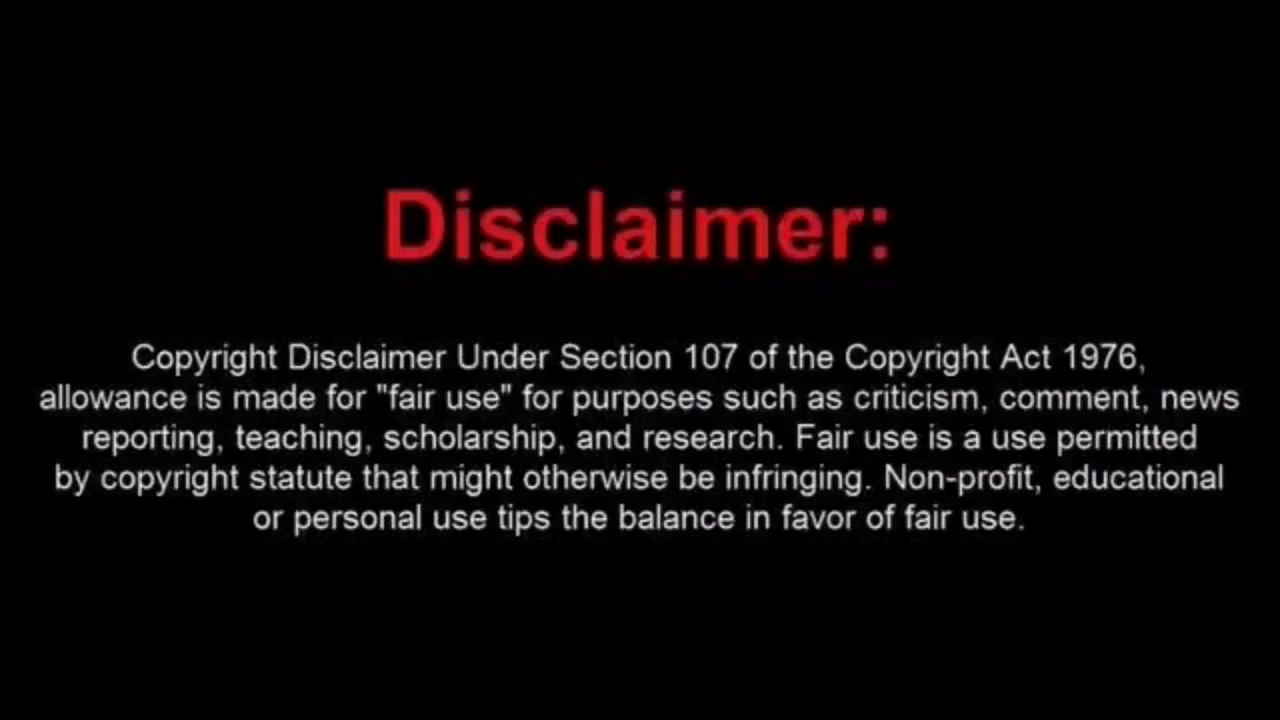 Disclaimer:
Copyright Disclaimer Under Section 107 of the Copyright Act 1976,
allowance is made for "fair use" for purposes such as criticism, comment, news
reporting, teaching, scholarship, and research. Fair use is a use permitted
by copyright statute that might otherwise be infringing. Non-profit, educational
or personal use tips the balance in favor of fair use.